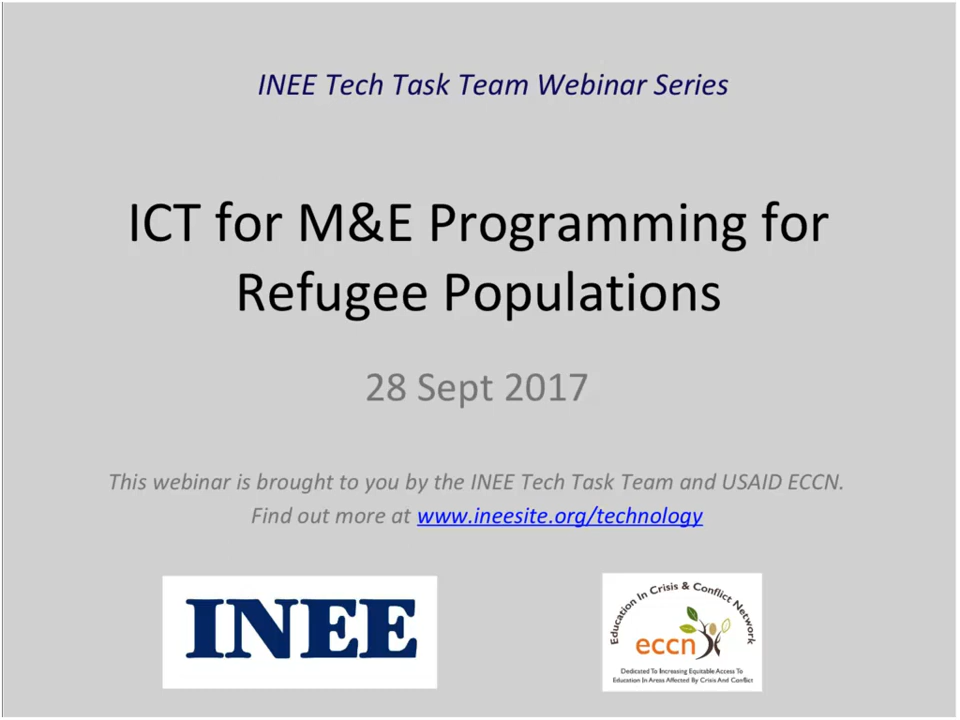 INEE Tech Task Team Webinar Series
ICT for M&E Programming for
Refugee Populations
28 Sept 2017
This webinar is brought to you by the INEE Tech Task Team and USAID ECCN.
Find out more at www.ineesite.org/technology
INEE
Education In Crisis & Conflict Network
eccn
Dedicated To Increasing Equitable Access To
Education In Areas Affected By Crisis And Conflict